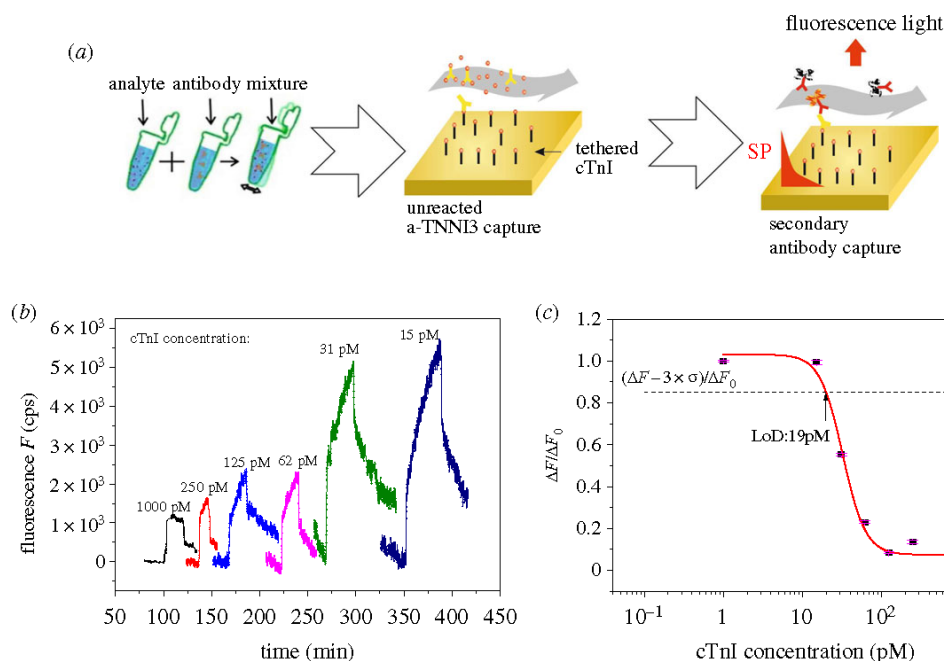 (a)
fluorescence light
analyte antibody mixture
SP
tethered
cTnI
unreacted
a-TNNI3 capture
secondary
antibody capture
(b)
6 × 10³
5 × 10³
4 × 10³
3 × 10³
2 × 10³
1 × 10³
0
fluorescence F (cps)
cTnI concentration:
1000 pM
250 pM
125 pM
62 pM
31 pM
15 pM
50 100 150 200 250 300 350 400 450
time (min)
(c)
1.2
1.0
0.8
0.6
0.4
0.2
0
ΔF/ΔF₀
(ΔF – 3 × σ)/ΔF₀
LoD:19pM
10⁻¹ 1 10 10²
cTnI concentration (pM)